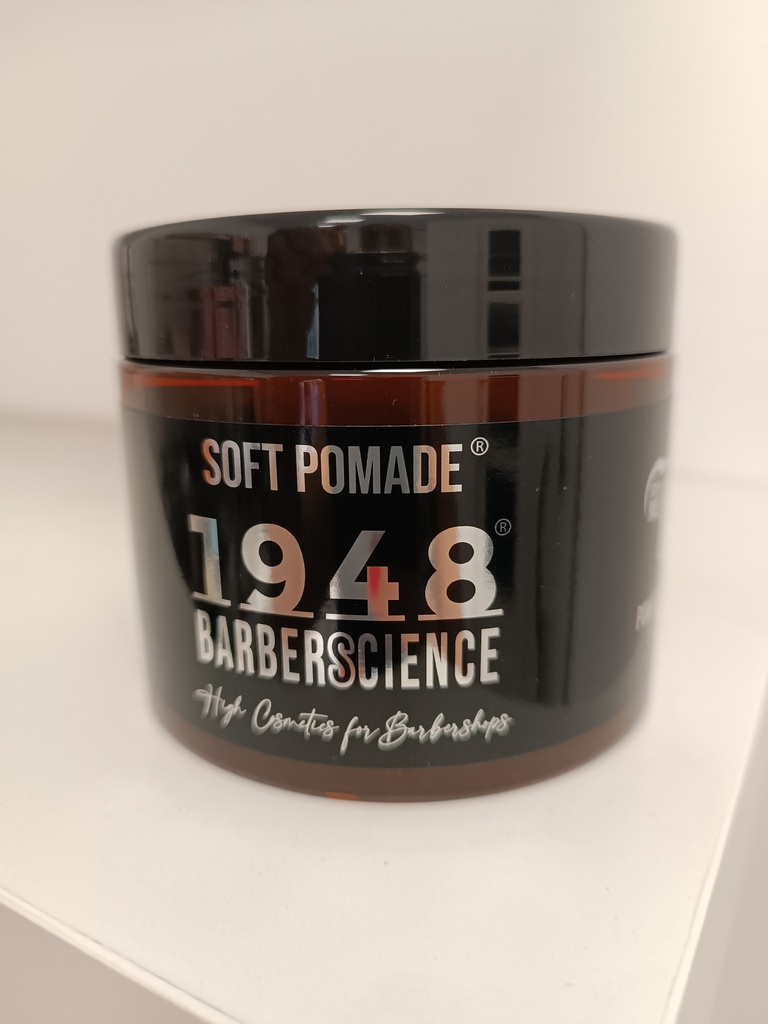 SOFT POMADE®
1948®
BARBERSCIENCE
High Cosmetics for Barbershops